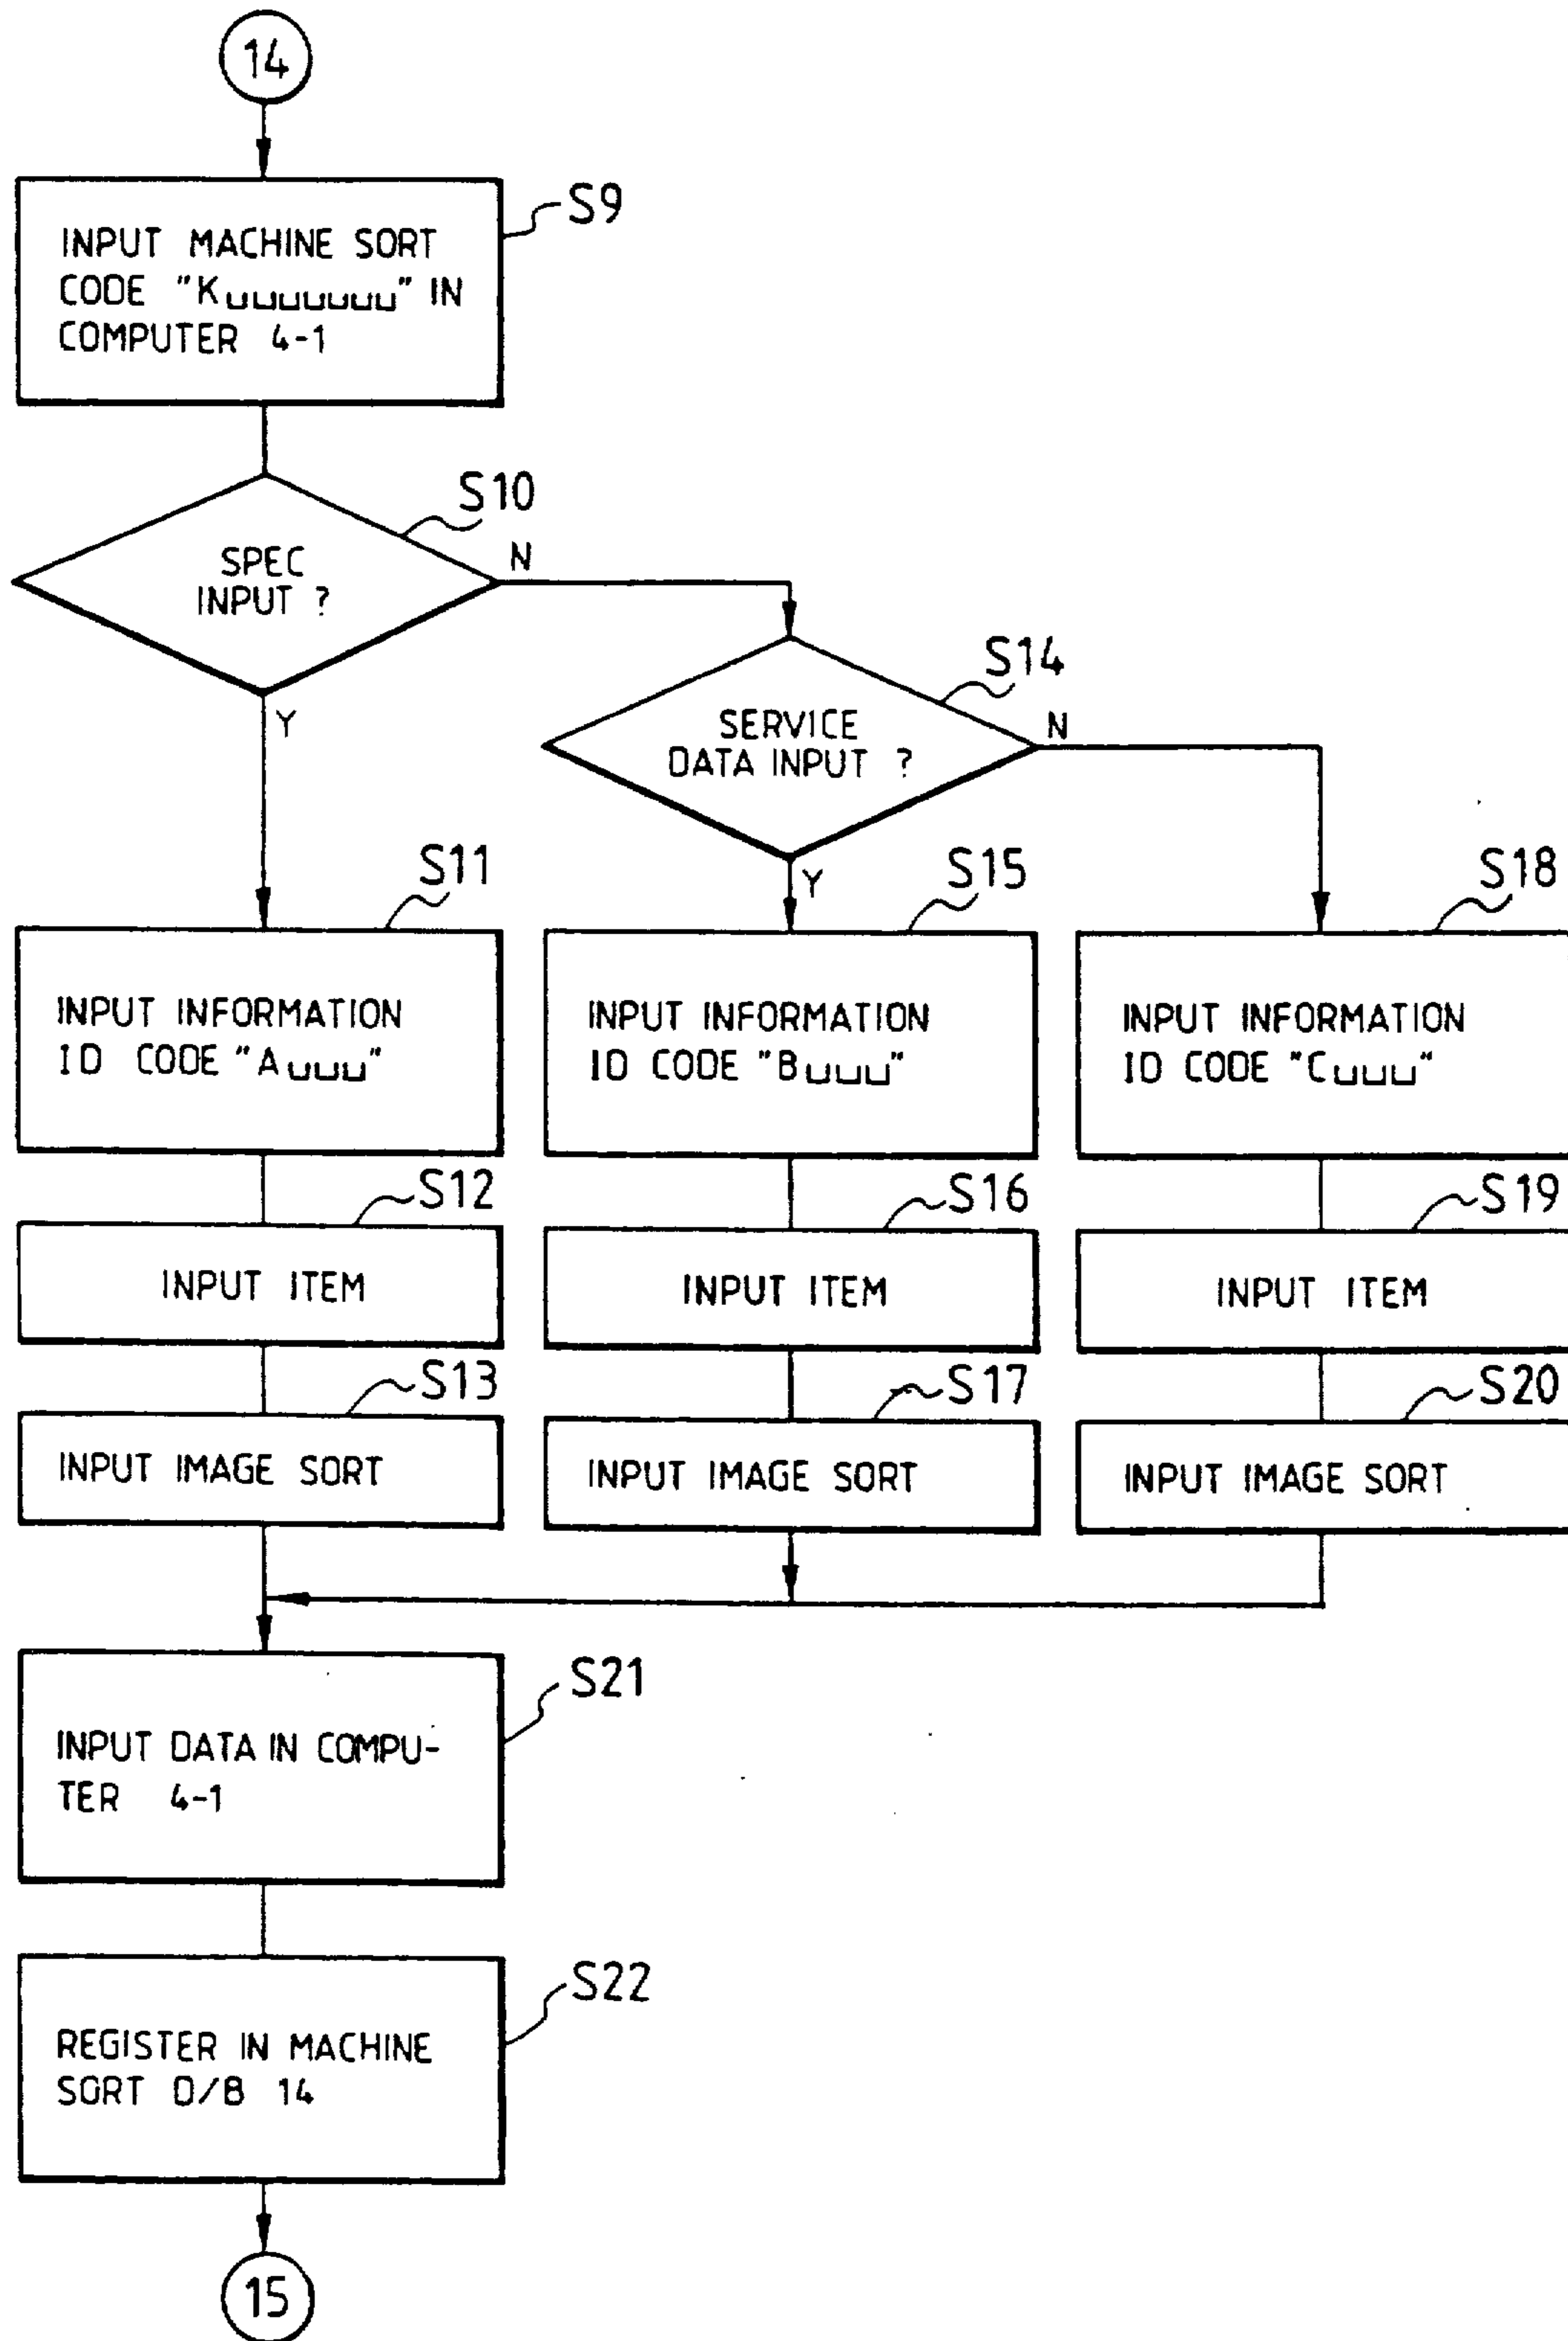 14
S9
INPUT MACHINE SORT
CODE "K␣␣␣␣␣␣␣" IN
COMPUTER 4-1
S10
SPEC
INPUT ?
N
Y
S14
SERVICE
DATA INPUT ?
N
Y
S11
INPUT INFORMATION
ID CODE "A␣␣␣"
S15
INPUT INFORMATION
ID CODE "B␣␣␣"
S18
INPUT INFORMATION
ID CODE "C␣␣␣"
S12
INPUT ITEM
S16
INPUT ITEM
S19
INPUT ITEM
S13
INPUT IMAGE SORT
S17
INPUT IMAGE SORT
S20
INPUT IMAGE SORT
S21
INPUT DATA IN COMPU-
TER 4-1
S22
REGISTER IN MACHINE
SORT D/B 14
15